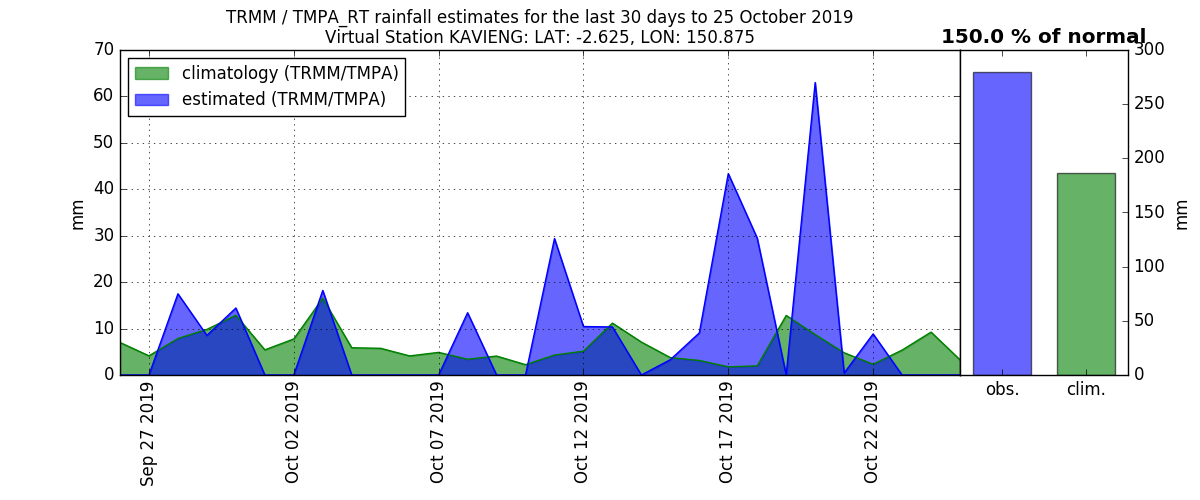 TRMM / TMPA_RT rainfall estimates for the last 30 days to 25 October 2019
Virtual Station KAVIENG: LAT: -2.625, LON: 150.875
150.0 % of normal
climatology (TRMM/TMPA)
estimated (TRMM/TMPA)
70
60
50
40
30
20
10
0
mm
Sep 27 2019
Oct 02 2019
Oct 07 2019
Oct 12 2019
Oct 17 2019
Oct 22 2019
300
250
200
150
100
50
0
mm
obs.
clim.